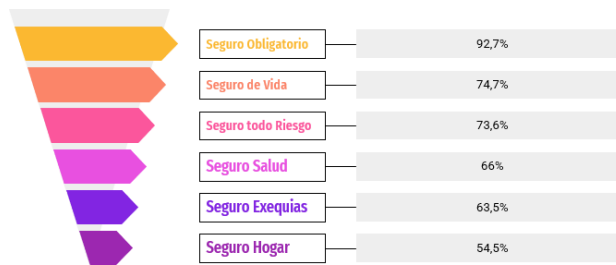 Seguro Obligatorio 92,7%
Seguro de Vida 74,7%
Seguro todo Riesgo 73,6%
Seguro Salud 66%
Seguro Exequias 63,5%
Seguro Hogar 54,5%